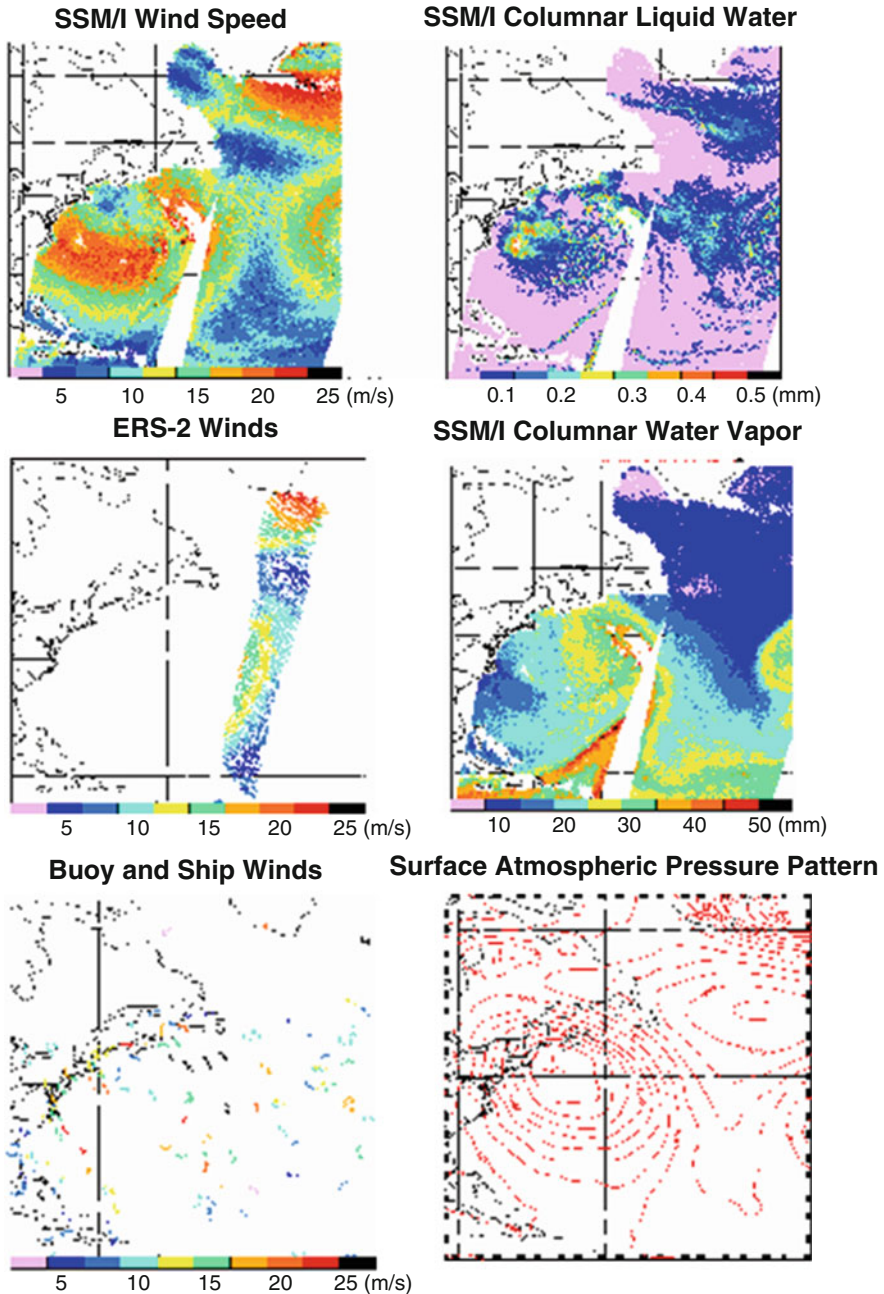 SSM/I Wind Speed
SSM/I Columnar Liquid Water
5 10 15 20 25 (m/s)
0.1 0.2 0.3 0.4 0.5 (mm)
ERS-2 Winds
SSM/I Columnar Water Vapor
5 10 15 20 25 (m/s)
10 20 30 40 50 (mm)
Buoy and Ship Winds
Surface Atmospheric Pressure Pattern
5 10 15 20 25 (m/s)